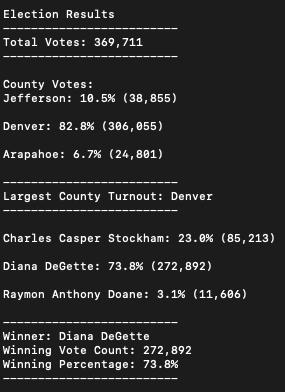 Election Results
-------------------------
Total Votes: 369,711
-------------------------
County Votes:
Jefferson: 10.5% (38,855)
Denver: 82.8% (306,055)
Arapahoe: 6.7% (24,801)
-------------------------
Largest County Turnout: Denver
-------------------------
Charles Casper Stockham: 23.0% (85,213)
Diana DeGette: 73.8% (272,892)
Raymon Anthony Doane: 3.1% (11,606)
-------------------------
Winner: Diana DeGette
Winning Vote Count: 272,892
Winning Percentage: 73.8%
-------------------------